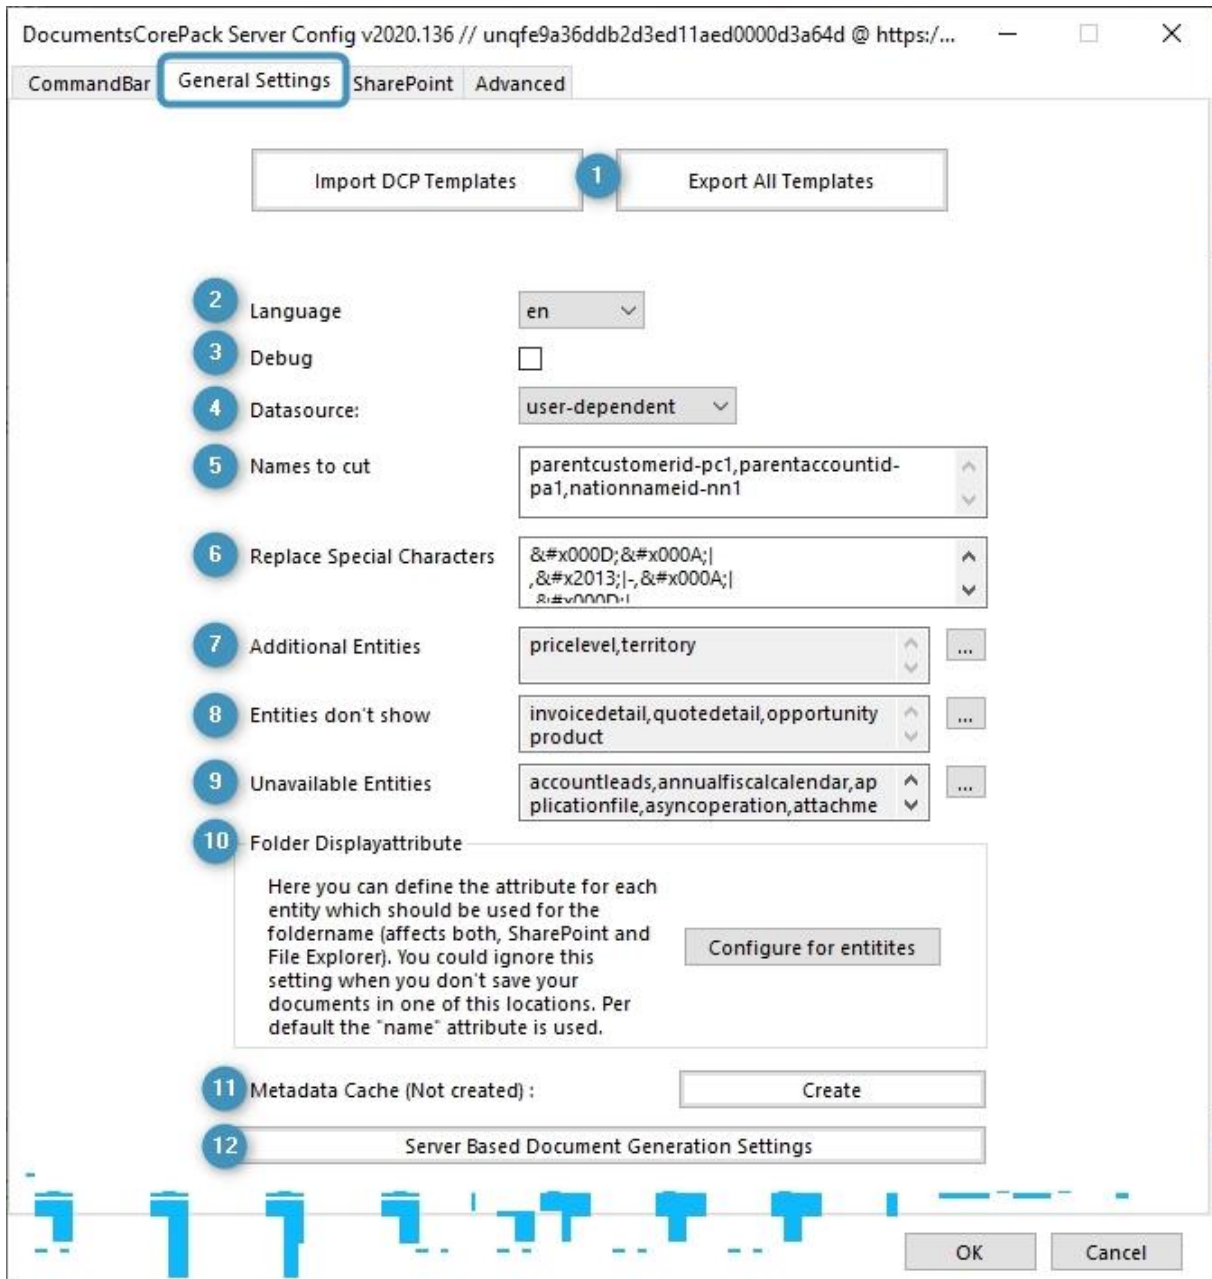 DocumentsCorePack Server Config v2020.136 // unqfe9a36ddb2d3ed11aed0000d3a64d @ https:/...
CommandBar General Settings SharePoint Advanced
Import DCP Templates 1 Export All Templates
2 Language en
3 Debug
4 Datasource: user-dependent
5 Names to cut parentcustomerid-pc1,parentaccountid-
pa1,nationnameid-nn1
6 Replace Special Characters &#x000D;&#x000A;|
,&#x2013;|-,&#x000A;|
,&#x000D;|
7 Additional Entities pricelevel,territory ...
8 Entities don't show invoicedetail,quotedetail,opportunity ...
product
9 Unavailable Entities accountleads,annualfiscalcalendar,ap ...
plicationfile,asyncoperation,attachme
10 Folder Displayattribute
Here you can define the attribute for each
entity which should be used for the
foldername (affects both, SharePoint and
File Explorer). You could ignore this
setting when you don't save your
documents in one of this locations. Per
default the "name" attribute is used.
Configure for entitites
11 Metadata Cache (Not created) : Create
12 Server Based Document Generation Settings
OK Cancel